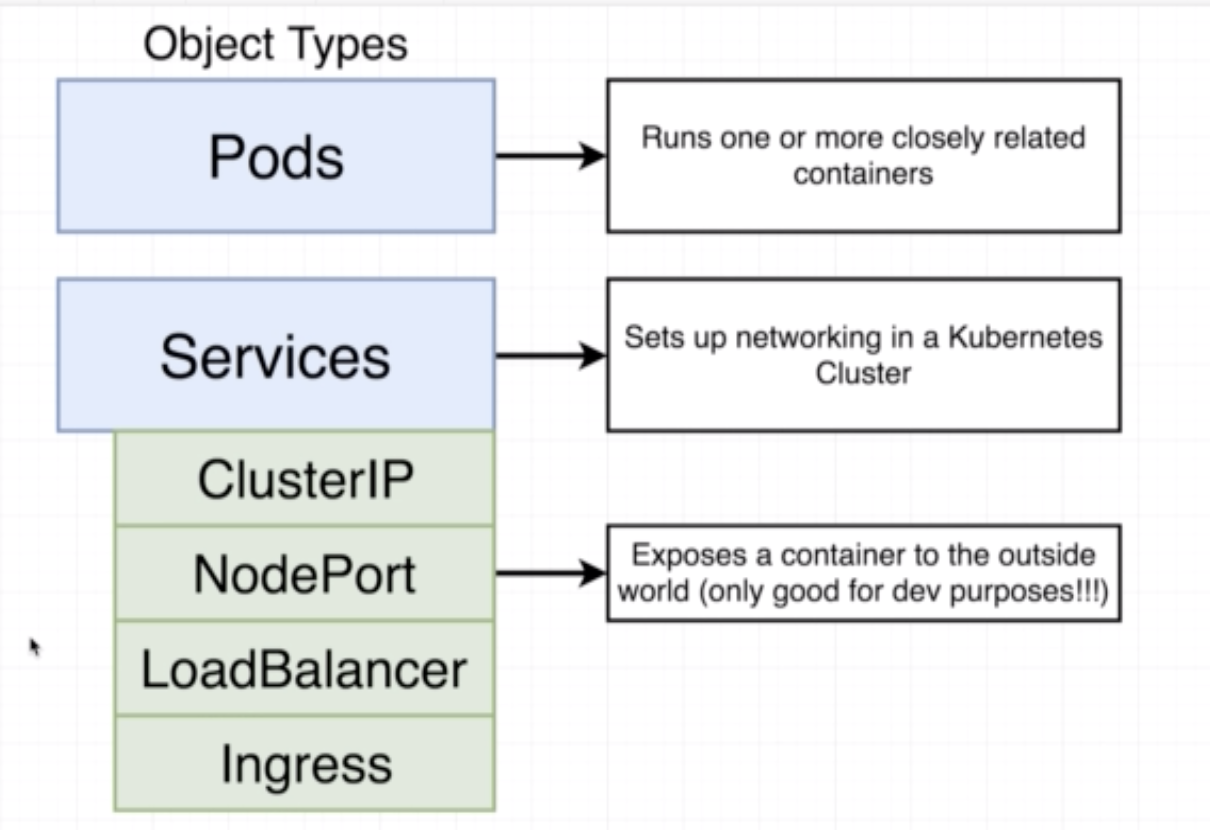 Object Types
Pods
Runs one or more closely related
containers
Services
Sets up networking in a Kubernetes
Cluster
ClusterIP
NodePort
Exposes a container to the outside
world (only good for dev purposes!!!)
LoadBalancer
Ingress